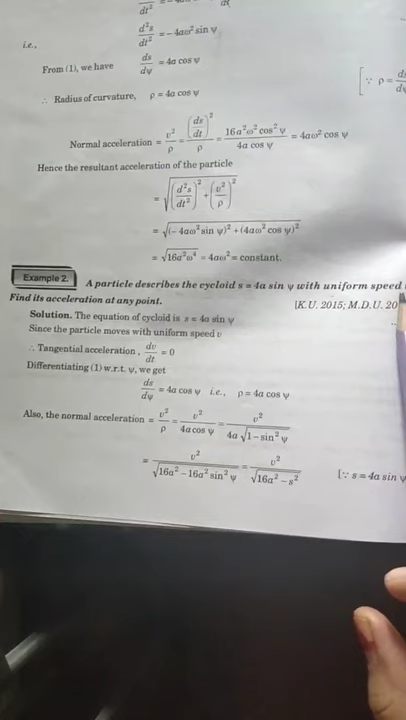 d²s/dt² = – 4aω² sin ψ
i.e.,
From (1), we have ds/dψ = 4a cos ψ
∴ Radius of curvature, ρ = 4a cos ψ [∵ ρ =
Normal acceleration = v²/ρ = (ds/dt)²/ρ = 16a²ω² cos² ψ/4a cos ψ = 4aω² cos ψ
Hence the resultant acceleration of the particle
= √((d²s/dt²)² + (v²/ρ)²)
= √((– 4aω² sin ψ)² + (4aω² cos ψ)²)
= √(16a²ω⁴) = 4aω² = constant.
Example 2. A particle describes the cycloid s = 4a sin ψ with uniform speed
Find its acceleration at any point. [K.U. 2015; M.D.U. 20
Solution. The equation of cycloid is s = 4a sin ψ
Since the particle moves with uniform speed v
∴ Tangential acceleration, dv/dt = 0
Differentiating (1) w.r.t. ψ, we get
ds/dψ = 4a cos ψ i.e., ρ = 4a cos ψ
Also, the normal acceleration = v²/ρ = v²/4a cos ψ = v²/4a √(1 – sin² ψ)
= v²/√(16a² – 16a² sin² ψ) = v²/√(16a² – s²) [∵ s = 4a sin ψ